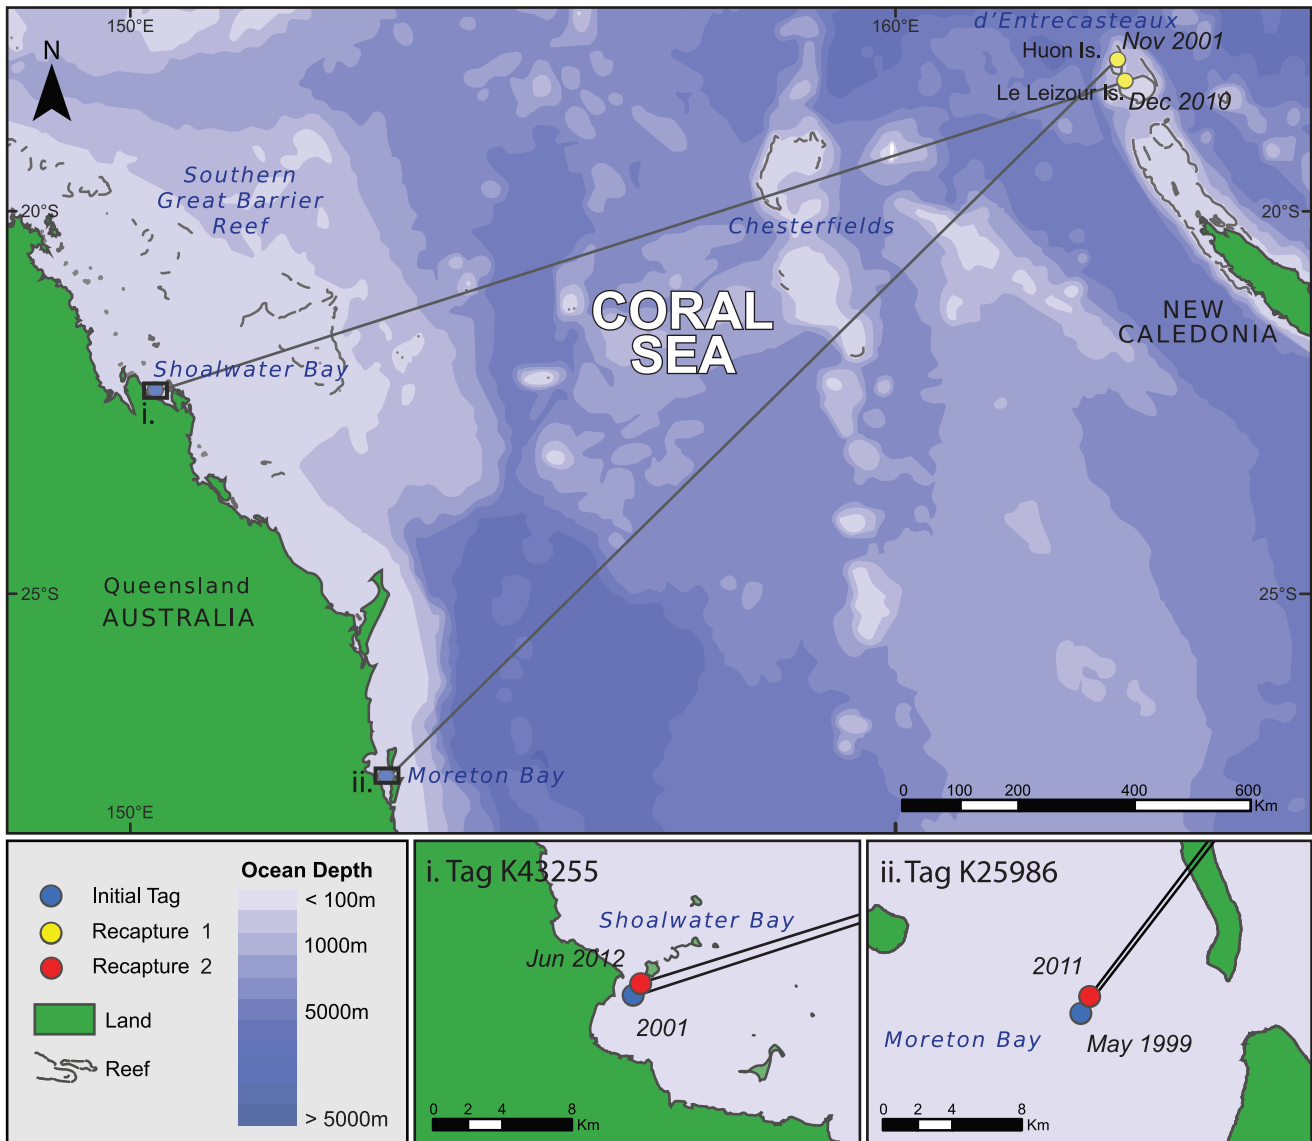 150°E
160°E
d'Entrecasteaux
N
Huon Is.
Nov 2001
Le Leizour Is.
Dec 2010
Southern
Great Barrier
Reef
20°S
20°S
Chesterfields
CORAL
SEA
NEW
CALEDONIA
Shoalwater Bay
i.
Queensland
AUSTRALIA
25°S
25°S
ii.
Moreton Bay
150°E
0 100 200 400 600
Km
Initial Tag
Recapture 1
Recapture 2
Land
Reef
Ocean Depth
< 100m
1000m
5000m
> 5000m
i. Tag K43255
Shoalwater Bay
Jun 2012
2001
0 2 4 8
Km
ii. Tag K25986
2011
Moreton Bay
May 1999
0 2 4 8
Km